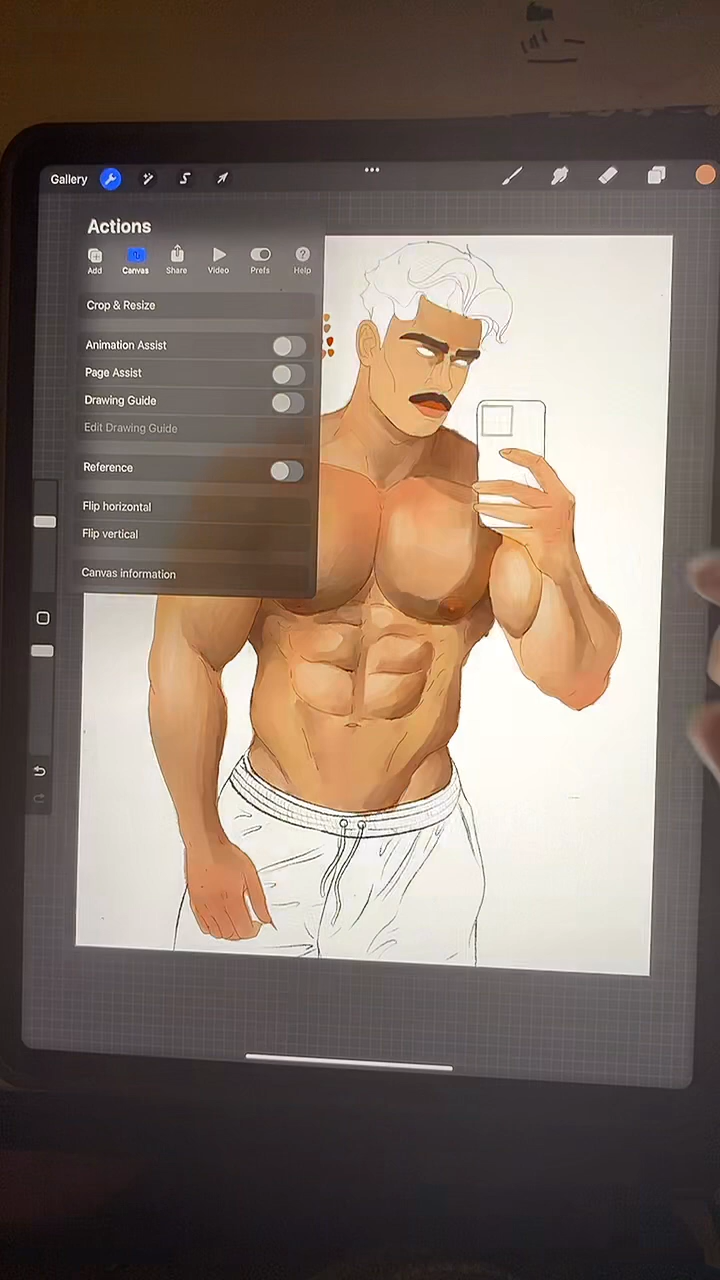 Gallery
Actions
Add Canvas Share Video Prefs Help
Crop & Resize
Animation Assist
Page Assist
Drawing Guide
Edit Drawing Guide
Reference
Flip horizontal
Flip vertical
Canvas information